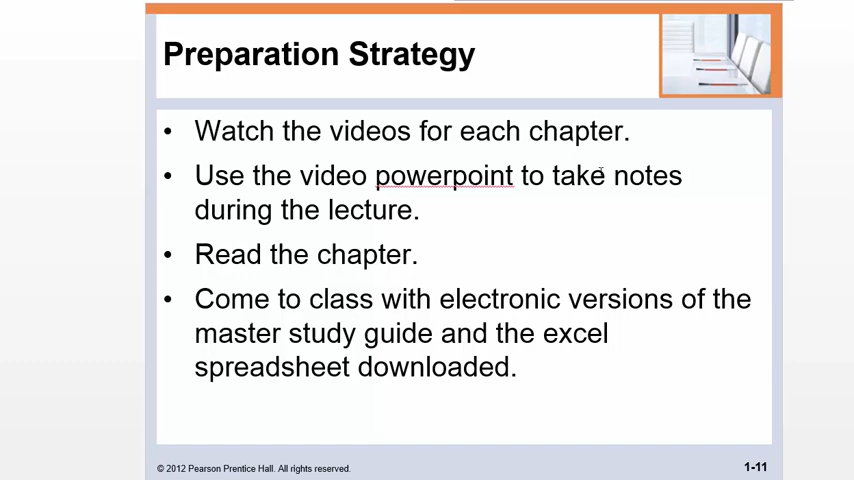 Preparation Strategy
• Watch the videos for each chapter.
• Use the video powerpoint to take notes
during the lecture.
• Read the chapter.
• Come to class with electronic versions of the
master study guide and the excel
spreadsheet downloaded.
© 2012 Pearson Prentice Hall. All rights reserved.
1-11